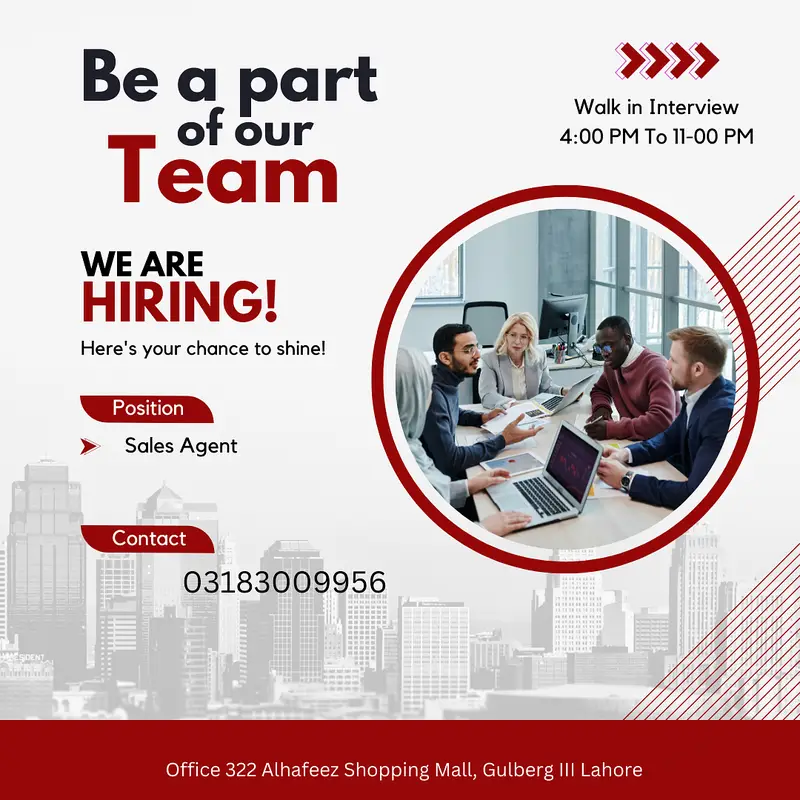 Be a part
of our
Team
Walk in Interview
4:00 PM To 11-00 PM
WE ARE
HIRING!
Here's your chance to shine!
Position
Sales Agent
Contact
03183009956
Office 322 Alhafeez Shopping Mall, Gulberg III Lahore